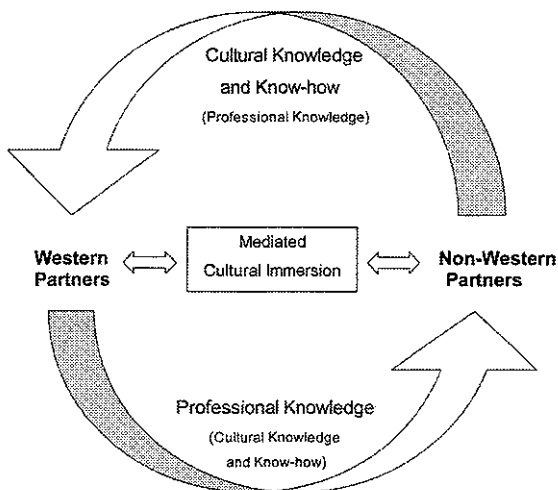 Cultural Knowledge
and Know-how
(Professional Knowledge)
Western
Partners
Mediated
Cultural Immersion
Non-Western
Partners
Professional Knowledge
(Cultural Knowledge
and Know-how)